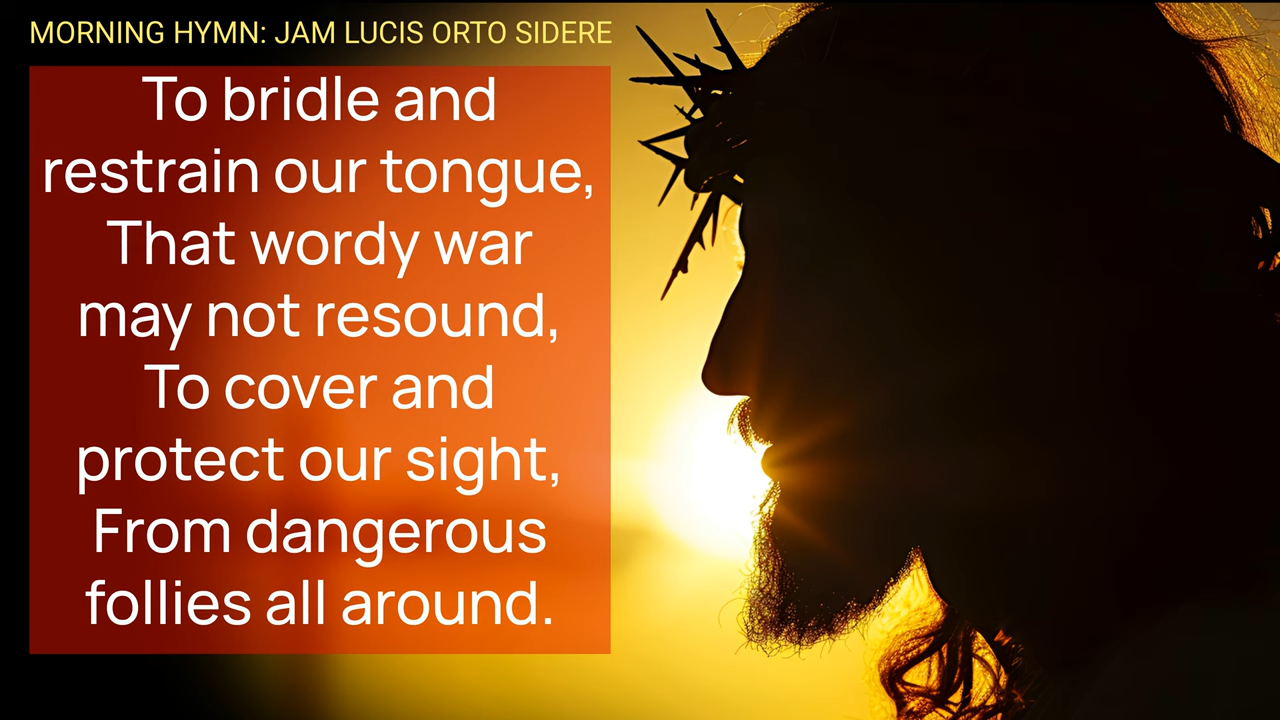 MORNING HYMN: JAM LUCIS ORTO SIDERE
To bridle and
restrain our tongue,
That wordy war
may not resound,
To cover and
protect our sight,
From dangerous
follies all around.